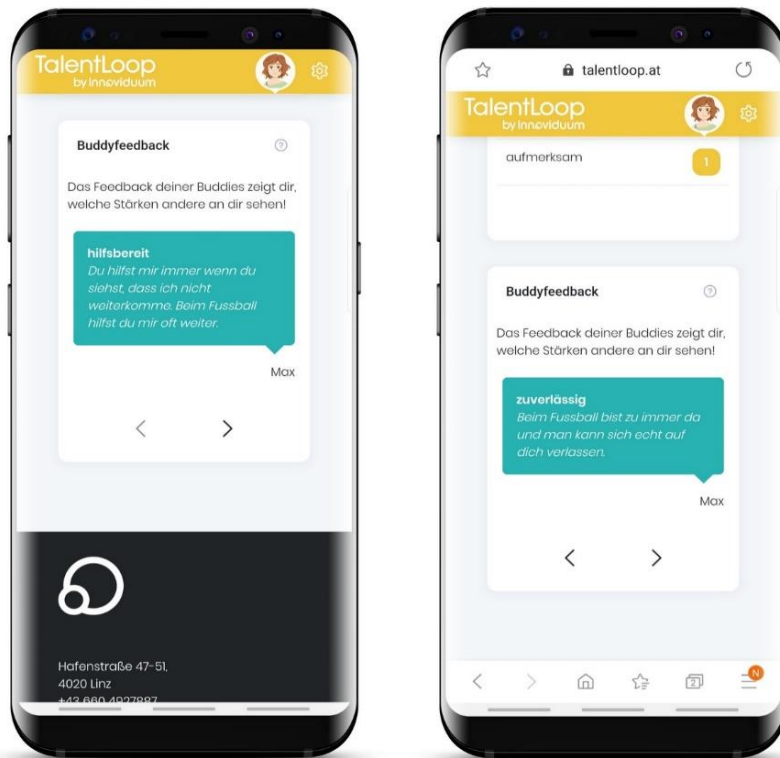 TalentLoop
by innoviduum
Buddyfeedback
Das Feedback deiner Buddies zeigt dir,
welche Stärken andere an dir sehen!
hilfsbereit
Du hilfst mir immer wenn du
siehst, dass ich nicht
weiterkomme. Beim Fussball
hilfst du mir oft weiter.
Max
Hafenstraße 47-51,
4020 Linz
+43 660 4927887
talentloop.at
TalentLoop
by innoviduum
aufmerksam
1
Buddyfeedback
Das Feedback deiner Buddies zeigt dir,
welche Stärken andere an dir sehen!
zuverlässig
Beim Fussball bist zu immer da
und man kann sich echt auf
dich verlassen.
Max
2
N